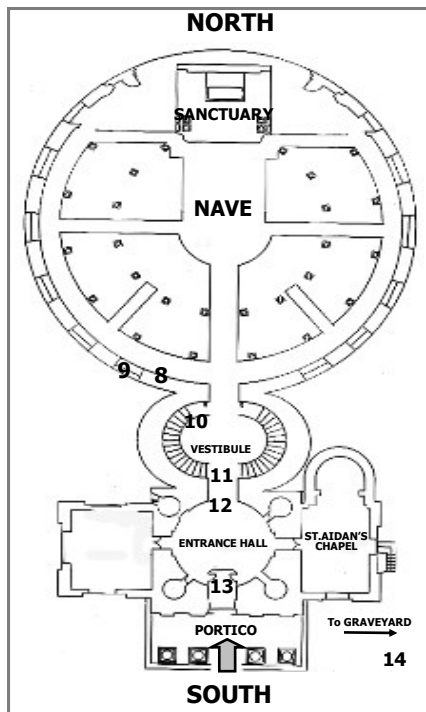 NORTH
SANCTUARY
NAVE
9 8
10
VESTIBULE
11
12
ENTRANCE HALL
ST.AIDAN'S
CHAPEL
13
To GRAVEYARD
PORTICO
14
SOUTH